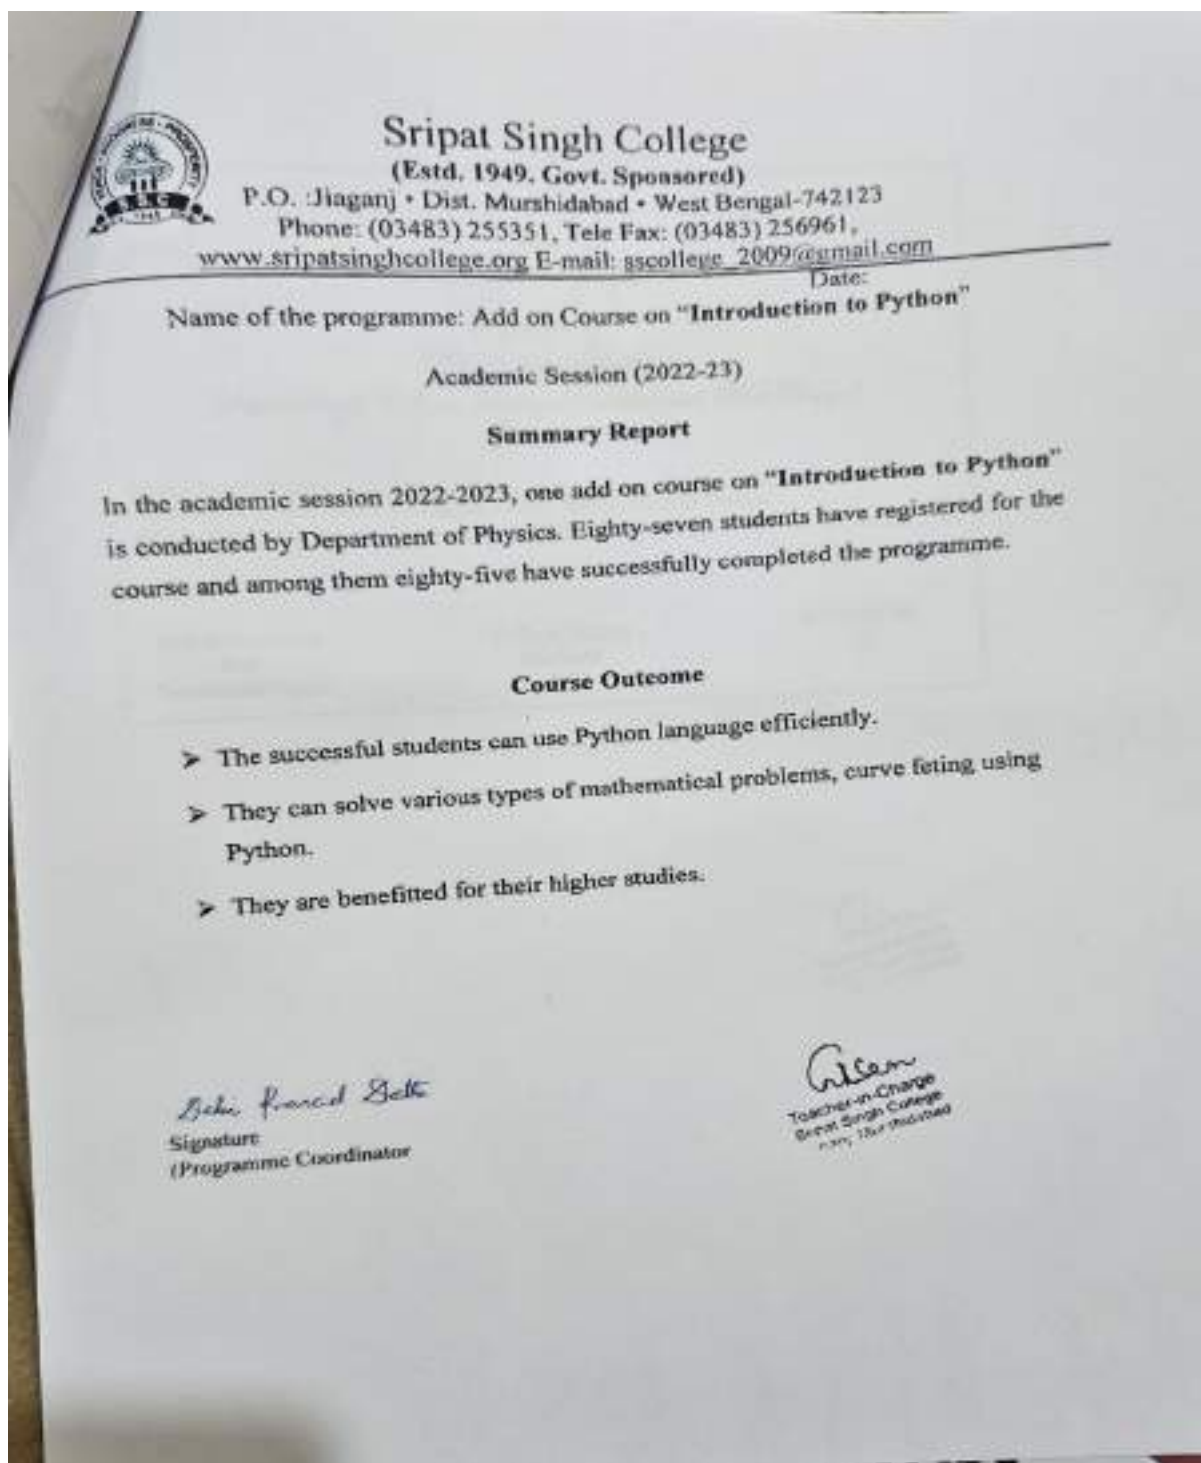 Sripat Singh College
(Estd. 1949. Govt. Sponsored)
P.O. :Jiaganj • Dist. Murshidabad • West Bengal-742123
Phone: (03483) 255351, Tele Fax: (03483) 256961,
www.sripatsinghcollege.org E-mail: sscollege_2009@gmail.com
Date:
Name of the programme: Add on Course on "Introduction to Python"
Academic Session (2022-23)
Summary Report
In the academic session 2022-2023, one add on course on "Introduction to Python"
is conducted by Department of Physics. Eighty-seven students have registered for the
course and among them eighty-five have successfully completed the programme.
Course Outcome
➢ The successful students can use Python language efficiently.
➢ They can solve various types of mathematical problems, curve feting using
Python.
➢ They are benefitted for their higher studies.
Signature
(Programme Coordinator
Teacher-in-Charge
Sripat Singh College